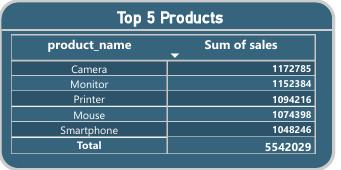 Top 5 Products
product_name Sum of sales
Camera 1172785
Monitor 1152384
Printer 1094216
Mouse 1074398
Smartphone 1048246
Total 5542029